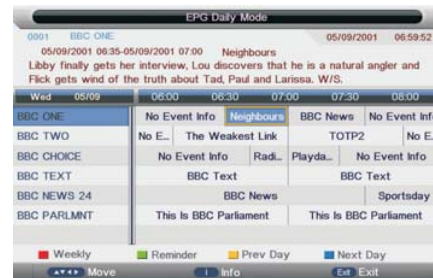 EPG Daily Mode
0001 BBC ONE 05/09/2001 06:59:52
05/09/2001 06:35-05/09/2001 07:00 Neighbours
Libby finally gets her interview, Lou discovers that he is a natural angler and
Flick gets wind of the truth about Tad, Paul and Larissa. W/S.
Wed 05/09 06:00 06:30 07:00 07:30 08:00
BBC ONE No Event Info Neighbours BBC News No Event Inf
BBC TWO No E... The Weakest Link TOTP2 No E.
BBC CHOICE No Event Info Radi... Playda... No Event Info
BBC TEXT BBC Text BBC Text
BBC NEWS 24 BBC News Sportsday
BBC PARLMNT This Is BBC Parliament This Is BBC Parliament
Weekly Reminder Prev Day Next Day
Move i Info Exit Exit